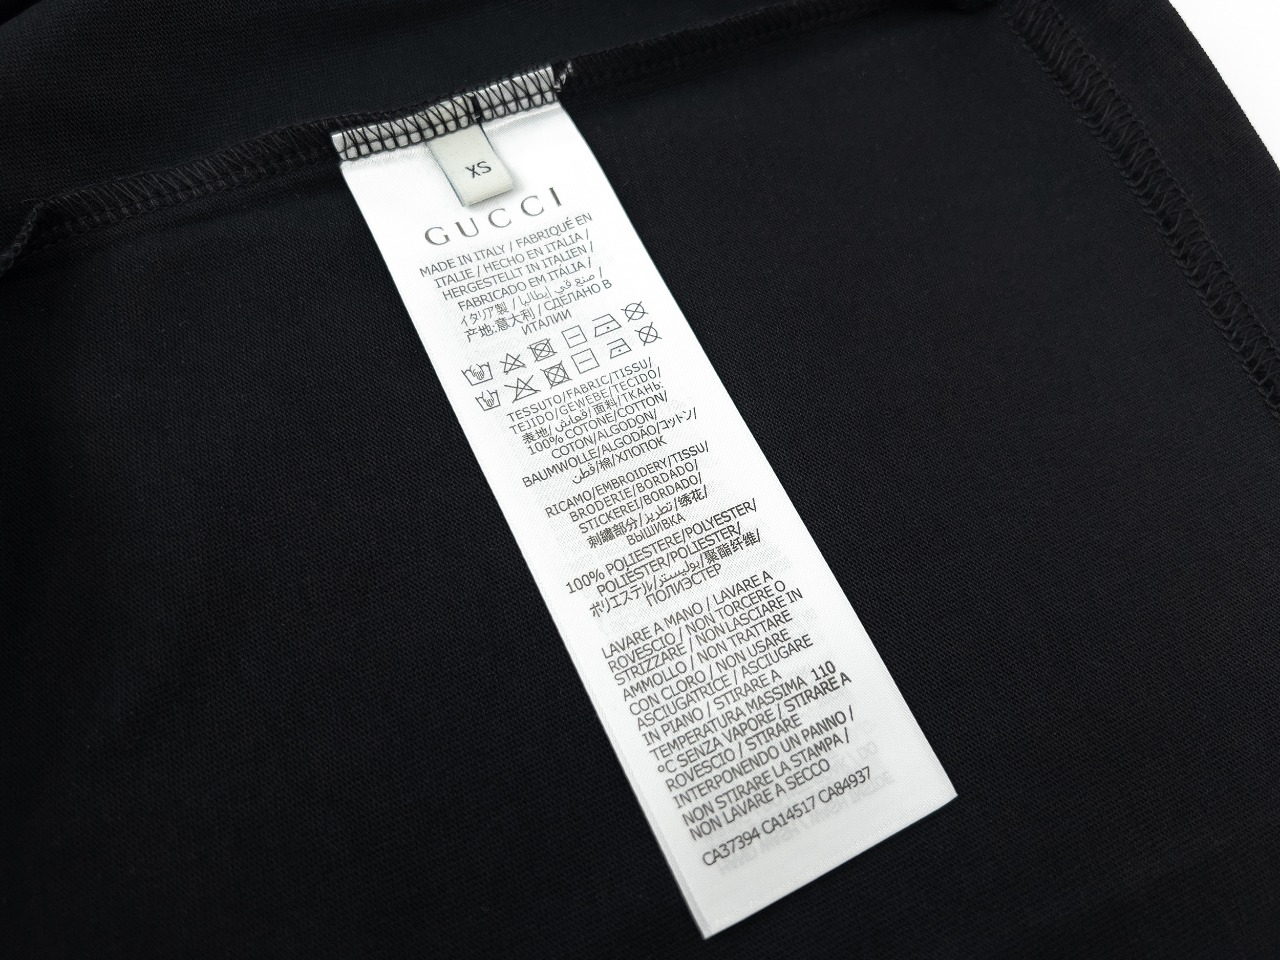 XS
GUCCI
MADE IN ITALY / FABRIQUÉ EN
ITALIE / HECHO EN ITALIA /
HERGESTELLT IN ITALIEN /
FABRICADO EM ITÁLIA /
イタリア製 / صنع في إيطاليا /
产地:意大利 / СДЕЛАНО В
ИТАЛИИ
TESSUTO/FABRIC/TISSU/
TEJIDO/GEWEBE/TECIDO/
表地/قماش/面料/ТКАНЬ:
100% COTONE/COTTON/
COTON/ALGODON/
BAUMWOLLE/ALGODÃO/コットン/
قطن/棉/ХЛОПОК
RICAMO/EMBROIDERY/TISSU/
BRODERIE/BORDADO/
STICKEREI/BORDADO/
刺繡部分/تطريز/绣花/
ВЫШИВКА
100% POLIESTERE/POLYESTER/
POLIÉSTER/POLIESTER/
ポリエステル/بوليستر/聚酯纤维/
ПОЛИЭСТЕР
LAVARE A MANO / LAVARE A
ROVESCIO / NON TORCERE O
STRIZZARE / NON LASCIARE IN
AMMOLLO / NON TRATTARE
CON CLORO / NON USARE
ASCIUGATRICE / ASCIUGARE
IN PIANO / STIRARE A
TEMPERATURA MASSIMA 110
°C SENZA VAPORE / STIRARE A
ROVESCIO / STIRARE
INTERPONENDO UN PANNO /
NON STIRARE LA STAMPA /
NON LAVARE A SECCO
CA37394 CA14517 CA84937